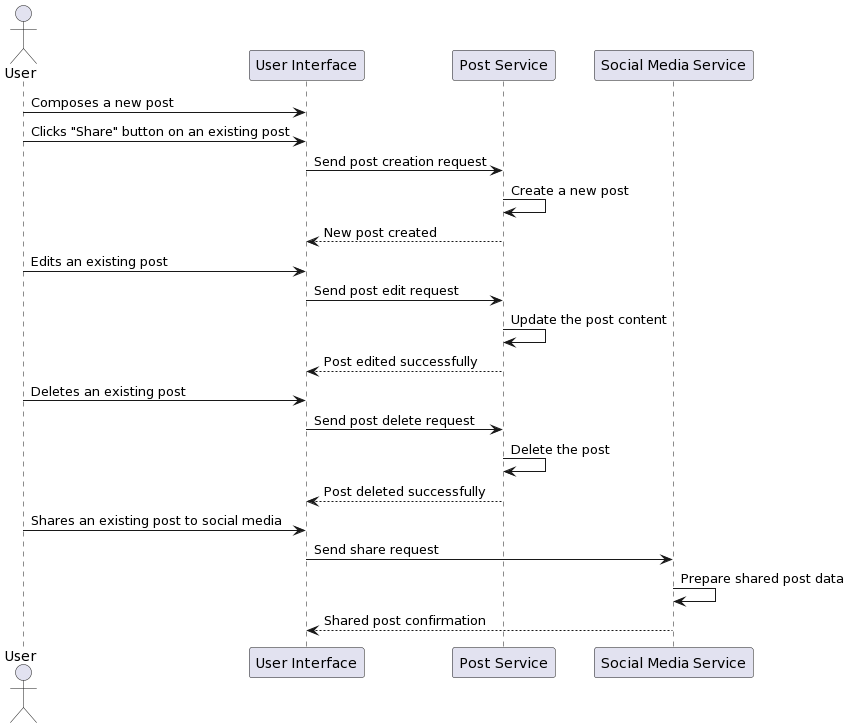 User
User Interface
Post Service
Social Media Service
Composes a new post
Clicks "Share" button on an existing post
Send post creation request
Create a new post
New post created
Edits an existing post
Send post edit request
Update the post content
Post edited successfully
Deletes an existing post
Send post delete request
Delete the post
Post deleted successfully
Shares an existing post to social media
Send share request
Prepare shared post data
Shared post confirmation
User
User Interface
Post Service
Social Media Service